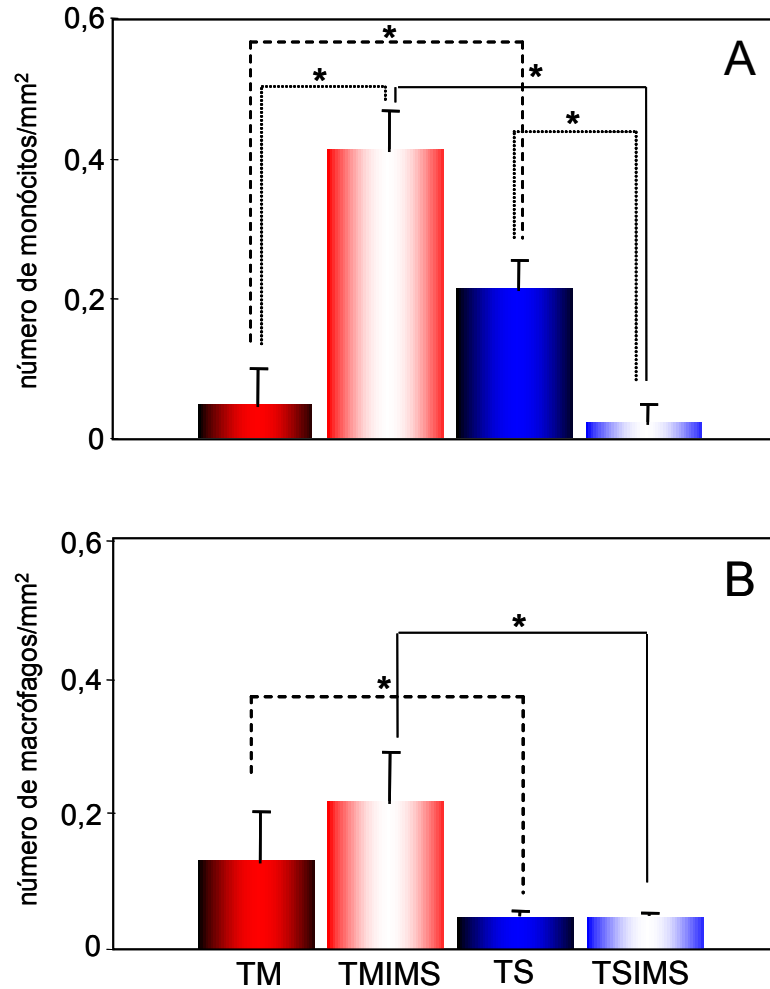 A
número de monócitos/mm²
0,6
0,4
0,2
0
*
*
*
*
B
número de macrófagos/mm²
0,6
0,4
0,2
0
*
*
TM TMIMS TS TSIMS